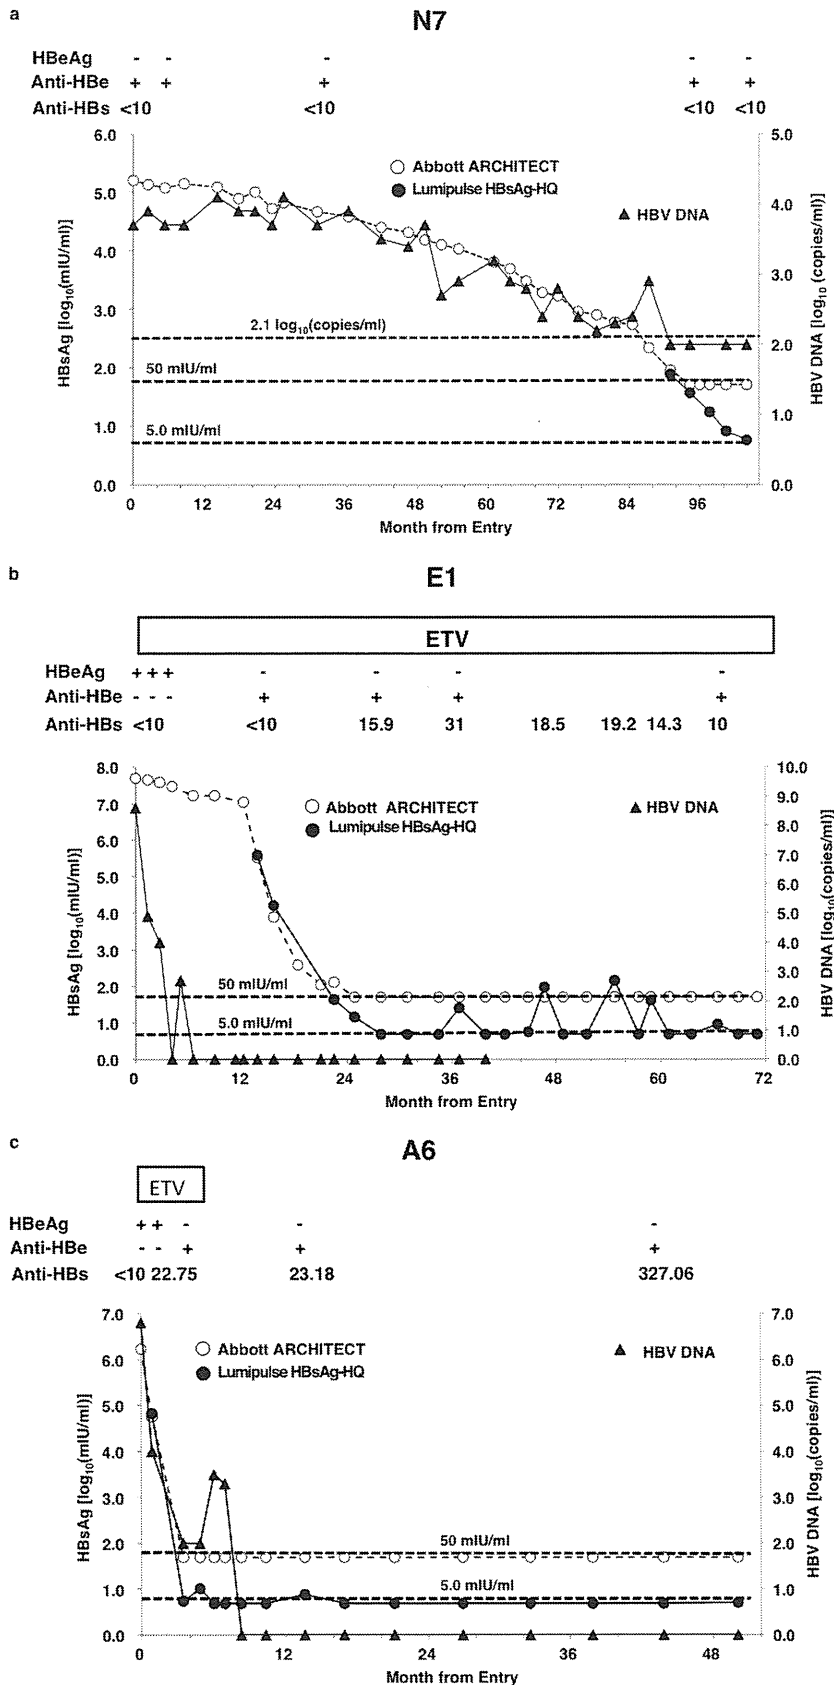 a
N7
HBeAg - - - - -
Anti-HBe + + + +
Anti-HBs <10 <10 <10 <10
6.0 5.0 4.0 3.0 2.0 1.0 0.0
HBsAg [log10(mIU/ml)]
Abbott ARCHITECT
Lumipulse HBsAg-HQ
HBV DNA
2.1 log10(copies/ml)
50 mIU/ml
5.0 mIU/ml
5.0 4.0 3.0 2.0 1.0 0.0
HBV DNA [log10 (copies/ml)]
0 12 24 36 48 60 72 84 96
Month from Entry
b
E1
ETV
HBeAg + + + - - - -
Anti-HBe - - - + + + +
Anti-HBs <10 <10 15.9 31 18.5 19.2 14.3 10
8.0 7.0 6.0 5.0 4.0 3.0 2.0 1.0 0.0
HBsAg [log10(mIU/ml)]
Abbott ARCHITECT
Lumipulse HBsAg-HQ
HBV DNA
50 mIU/ml
5.0 mIU/ml
10.0 9.0 8.0 7.0 6.0 5.0 4.0 3.0 2.0 1.0 0.0
HBV DNA [log10(copies/ml)]
0 12 24 36 48 60 72
Month from Entry
c
A6
ETV
HBeAg + + - - -
Anti-HBe - - + + +
Anti-HBs <10 22.75 23.18 327.06
7.0 6.0 5.0 4.0 3.0 2.0 1.0 0.0
HBsAg [log10(mIU/ml)]
Abbott ARCHITECT
Lumipulse HBsAg-HQ
HBV DNA
50 mIU/ml
5.0 mIU/ml
7.0 6.0 5.0 4.0 3.0 2.0 1.0 0.0
HBV DNA [log10(copies/ml)]
0 12 24 36 48
Month from Entry